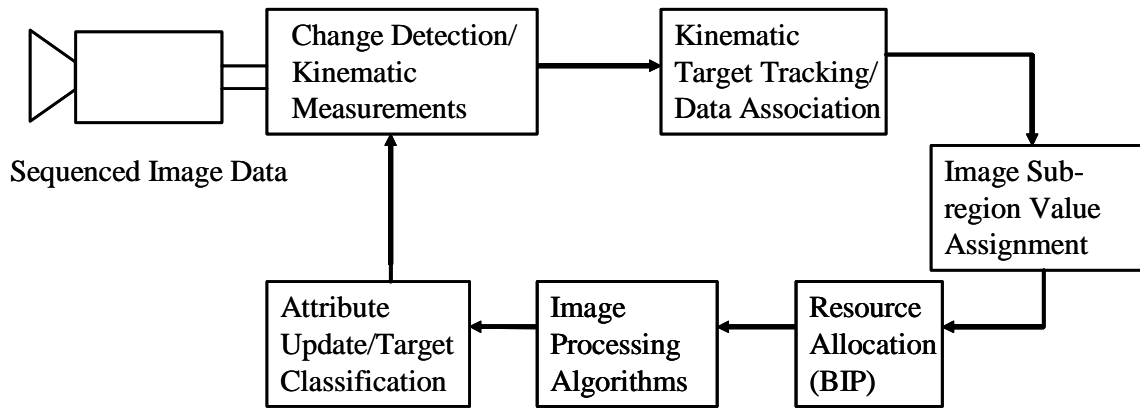 Change Detection/
Kinematic
Measurements
Kinematic
Target Tracking/
Data Association
Sequenced Image Data
Image Sub-
region Value
Assignment
Attribute
Update/Target
Classification
Image
Processing
Algorithms
Resource
Allocation
(BIP)